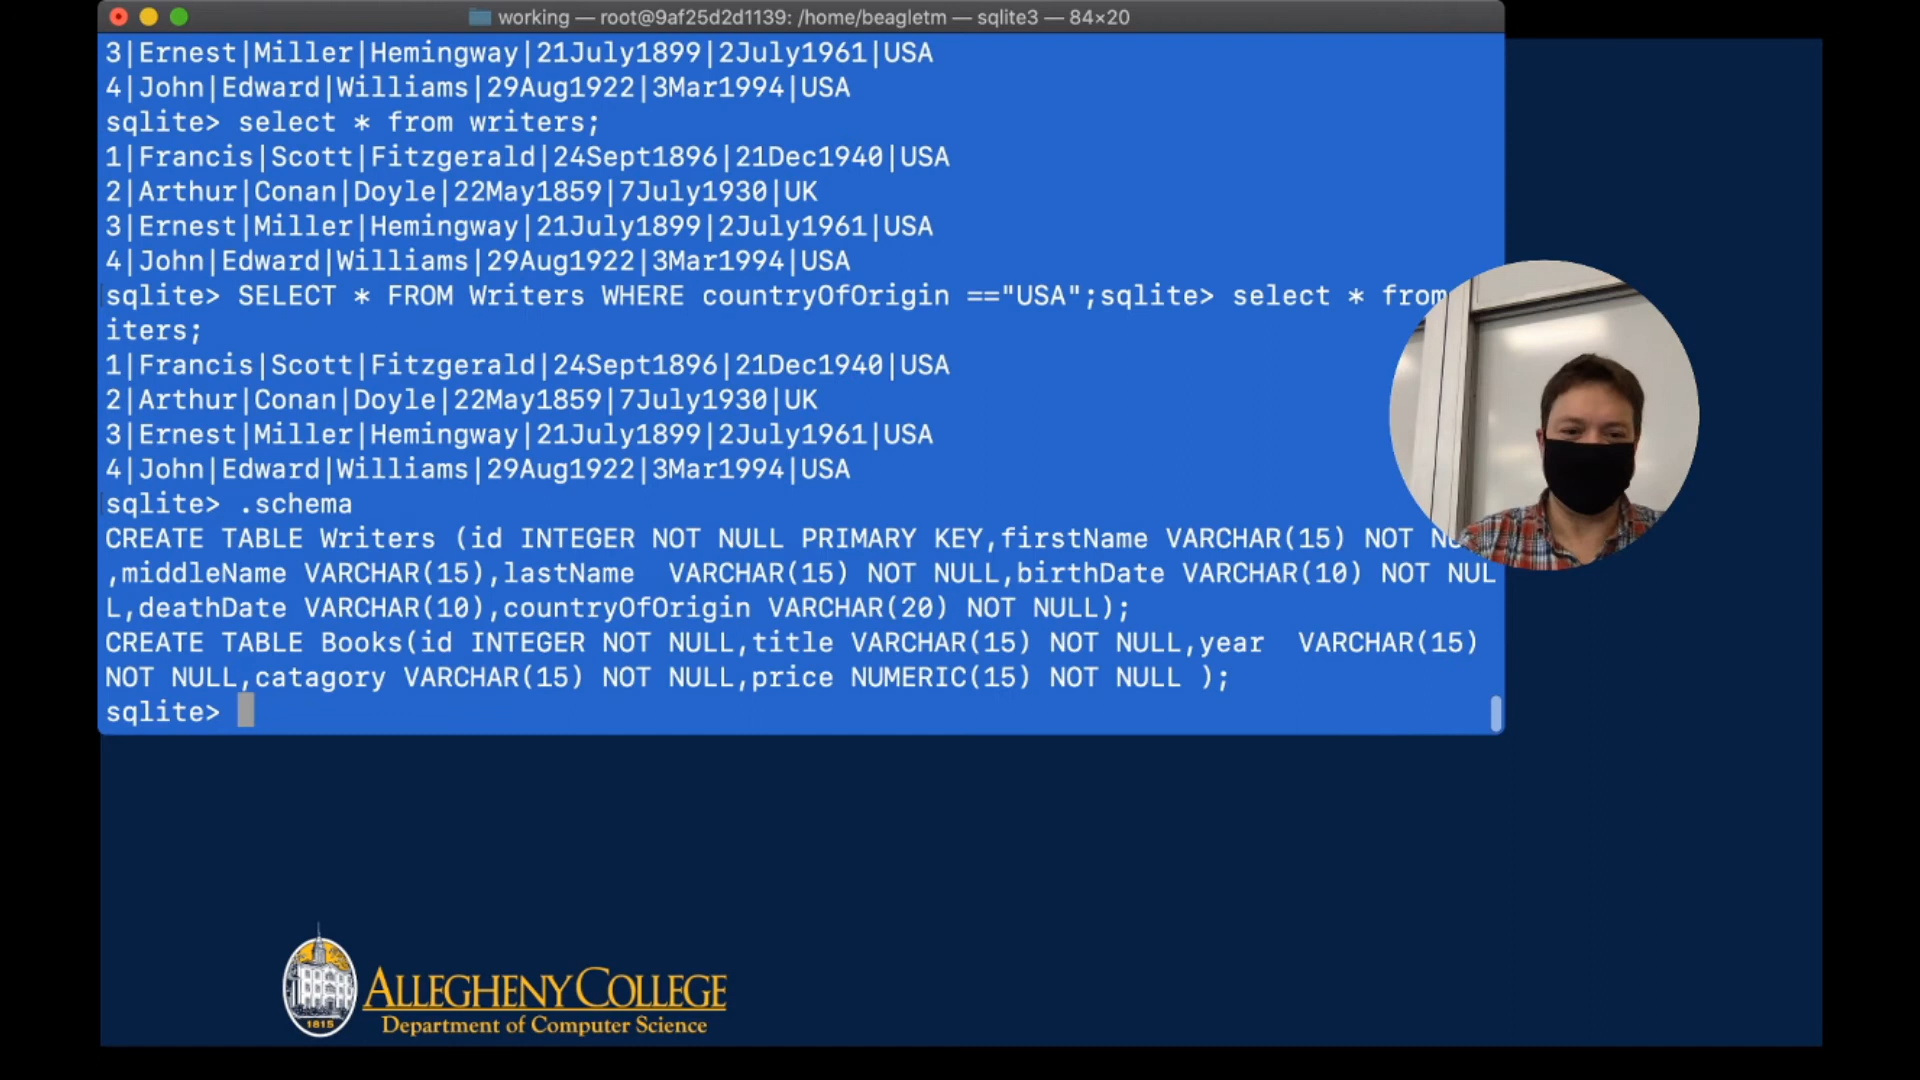 working — root@9af25d2d1139: /home/beagletm — sqlite3 — 84×20
3|Ernest|Miller|Hemingway|21July1899|2July1961|USA
4|John|Edward|Williams|29Aug1922|3Mar1994|USA
sqlite> select * from writers;
1|Francis|Scott|Fitzgerald|24Sept1896|21Dec1940|USA
2|Arthur|Conan|Doyle|22May1859|7July1930|UK
3|Ernest|Miller|Hemingway|21July1899|2July1961|USA
4|John|Edward|Williams|29Aug1922|3Mar1994|USA
sqlite> SELECT * FROM Writers WHERE countryOfOrigin =="USA";sqlite> select * from
iters;
1|Francis|Scott|Fitzgerald|24Sept1896|21Dec1940|USA
2|Arthur|Conan|Doyle|22May1859|7July1930|UK
3|Ernest|Miller|Hemingway|21July1899|2July1961|USA
4|John|Edward|Williams|29Aug1922|3Mar1994|USA
sqlite> .schema
CREATE TABLE Writers (id INTEGER NOT NULL PRIMARY KEY,firstName VARCHAR(15) NOT
,middleName VARCHAR(15),lastName  VARCHAR(15) NOT NULL,birthDate VARCHAR(10) NOT NUL
L,deathDate VARCHAR(10),countryOfOrigin VARCHAR(20) NOT NULL);
CREATE TABLE Books(id INTEGER NOT NULL,title VARCHAR(15) NOT NULL,year  VARCHAR(15)
NOT NULL,catagory VARCHAR(15) NOT NULL,price NUMERIC(15) NOT NULL );
sqlite>
1815
ALLEGHENY COLLEGE
Department of Computer Science